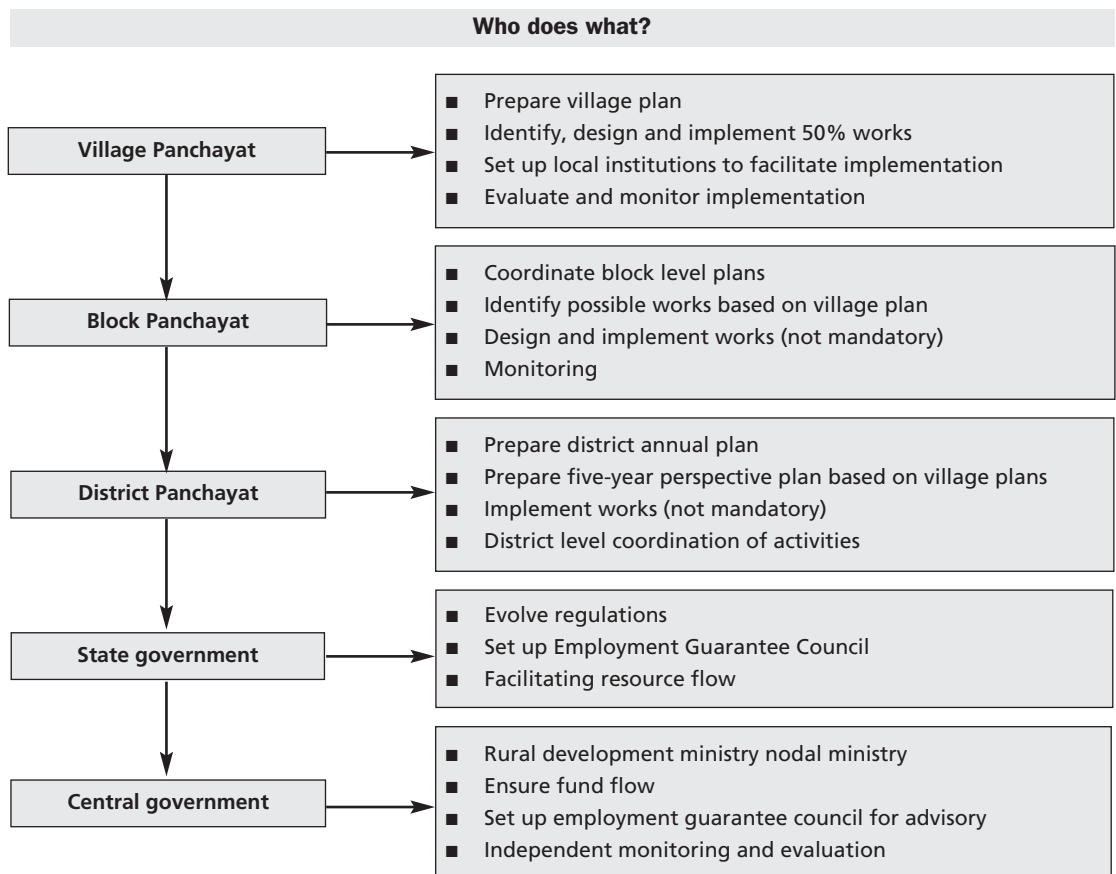 Who does what?
Village Panchayat
■ Prepare village plan
■ Identify, design and implement 50% works
■ Set up local institutions to facilitate implementation
■ Evaluate and monitor implementation
Block Panchayat
■ Coordinate block level plans
■ Identify possible works based on village plan
■ Design and implement works (not mandatory)
■ Monitoring
District Panchayat
■ Prepare district annual plan
■ Prepare five-year perspective plan based on village plans
■ Implement works (not mandatory)
■ District level coordination of activities
State government
■ Evolve regulations
■ Set up Employment Guarantee Council
■ Facilitating resource flow
Central government
■ Rural development ministry nodal ministry
■ Ensure fund flow
■ Set up employment guarantee council for advisory
■ Independent monitoring and evaluation